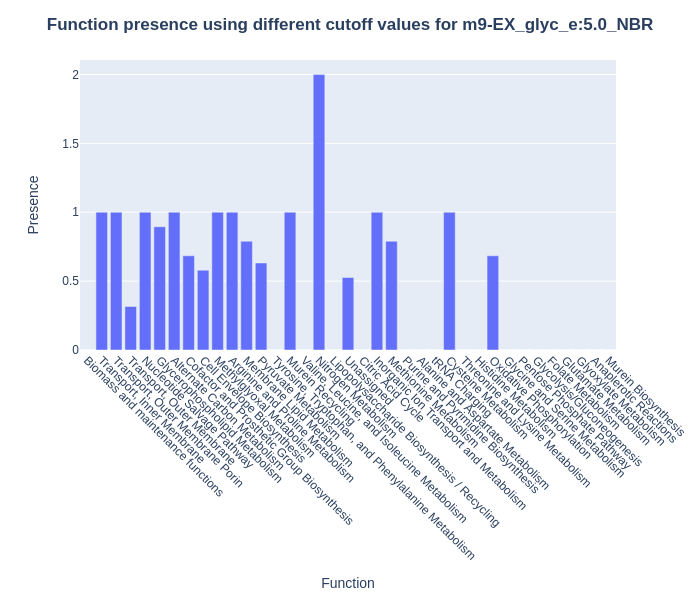 Function presence using different cutoff values for m9-EX_glyc_e:5.0_NBR
Presence
2
1.5
1
0.5
0
Biomass and maintenance functions
Transport, Inner Membrane
Transport, Outer Membrane
Transport, Outer Membrane Porin
Nucleotide Salvage Pathway
Glycerophospholipid Metabolism
Alternate Carbon Metabolism
Cofactor and Prosthetic Group Biosynthesis
Cell Envelope Biosynthesis
Methylglyoxal Metabolism
Arginine and Proline Metabolism
Membrane Lipid Metabolism
Pyruvate Metabolism
Tyrosine, Tryptophan, and Phenylalanine Metabolism
Murein Recycling
Valine, Leucine, and Isoleucine Metabolism
Nitrogen Metabolism
Lipopolysaccharide Biosynthesis / Recycling
Unassigned
Citric Acid Cycle
Inorganic Ion Transport and Metabolism
Methionine Metabolism
Purine and Pyrimidine Biosynthesis
Alanine and Aspartate Metabolism
tRNA Charging
Cysteine Metabolism
Threonine and Lysine Metabolism
Histidine Metabolism
Oxidative Phosphorylation
Glycine and Serine Metabolism
Pentose Phosphate Pathway
Glycolysis/Gluconeogenesis
Folate Metabolism
Glutamate Metabolism
Glyoxylate Metabolism
Anaplerotic Reactions
Murein Biosynthesis
Function